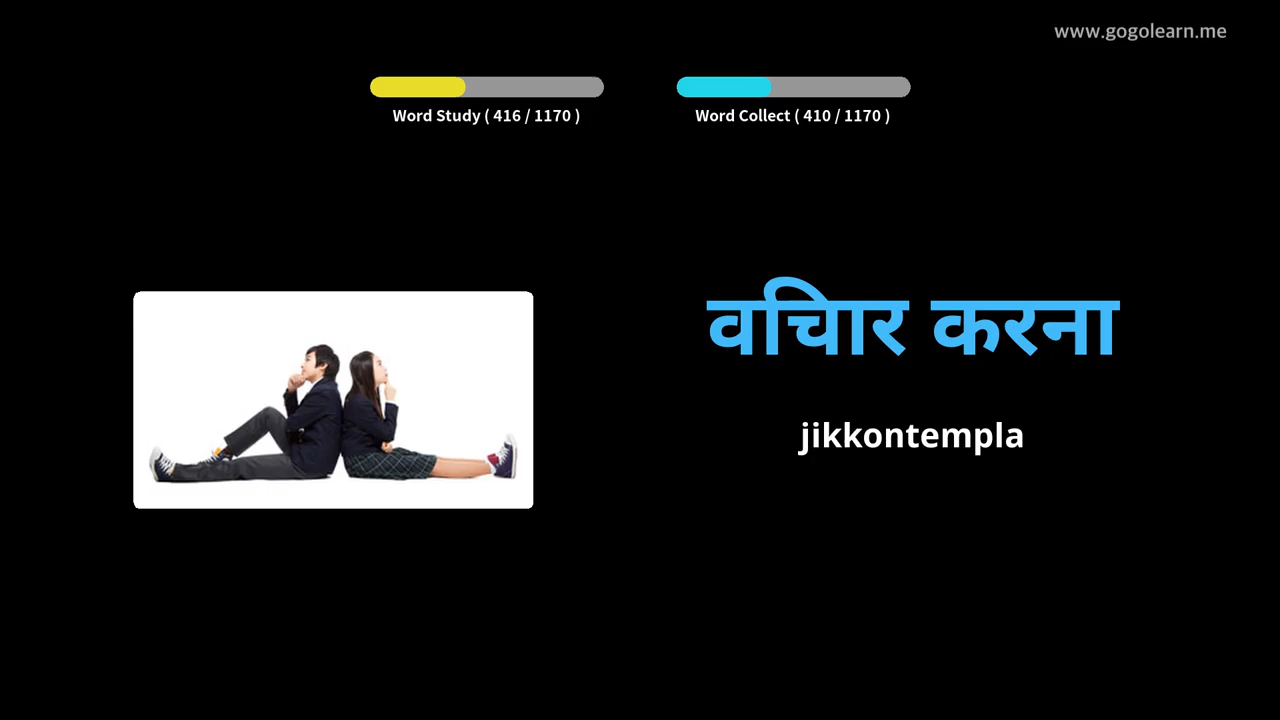 www.gogolearn.me
Word Study ( 416 / 1170 )
Word Collect ( 410 / 1170 )
वचिार करना
jikkontempla